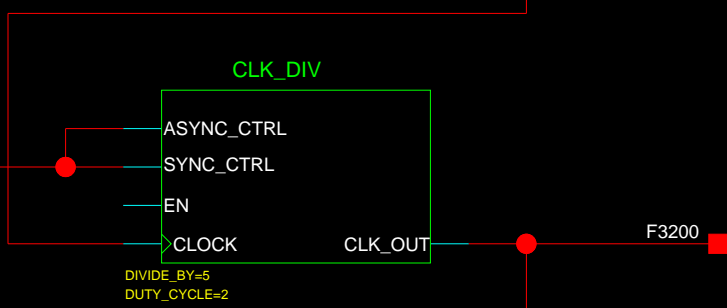 CLK_DIV
ASYNC_CTRL
SYNC_CTRL
EN
CLOCK
CLK_OUT
F3200
DIVIDE_BY=5
DUTY_CYCLE=2